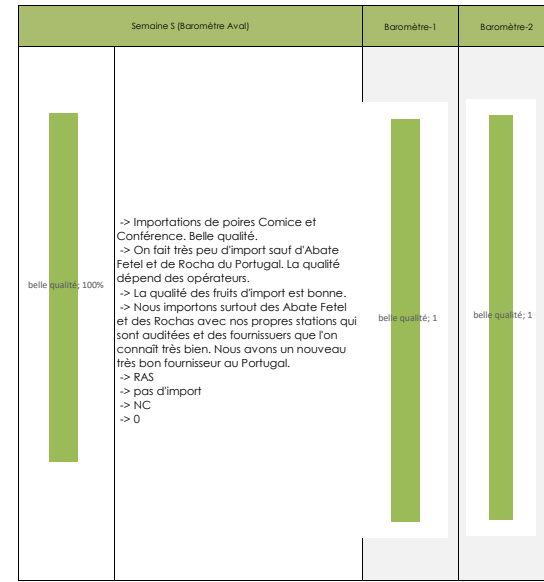 Semaine S (Baromètre Aval)
Baromètre-1
Baromètre-2
belle qualité; 100%
-> Importations de poires Comice et
Conférence. Belle qualité.
-> On fait très peu d'import sauf d'Abate
Fetel et de Rocha du Portugal. La qualité
dépend des opérateurs.
-> La qualité des fruits d'import est bonne.
-> Nous importons surtout des Abate Fetel
et des Rochas avec nos propres stations qui
sont auditées et des fournissuers que l'on
connaît très bien. Nous avons un nouveau
très bon fournisseur au Portugal.
-> RAS
-> pas d'import
-> NC
-> 0
belle qualité; 1
belle qualité; 1